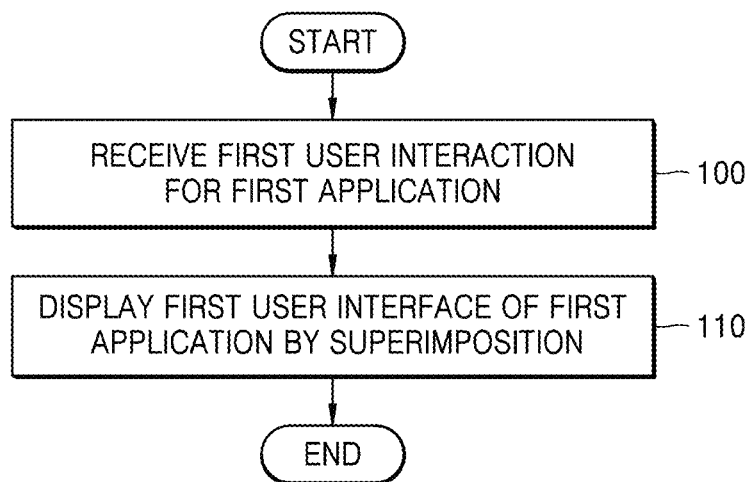 START
RECEIVE FIRST USER INTERACTION
FOR FIRST APPLICATION
100
DISPLAY FIRST USER INTERFACE OF FIRST
APPLICATION BY SUPERIMPOSITION
110
END